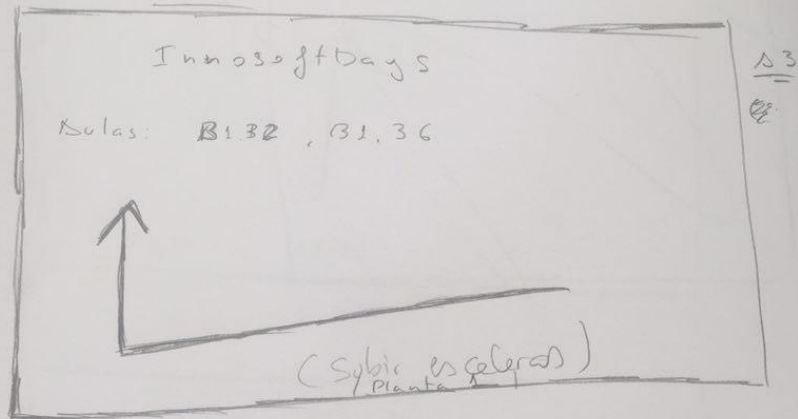 InnosoftDays
A3
Aulas: B1.32, B1.36
(Subir escaleras)
Planta 1